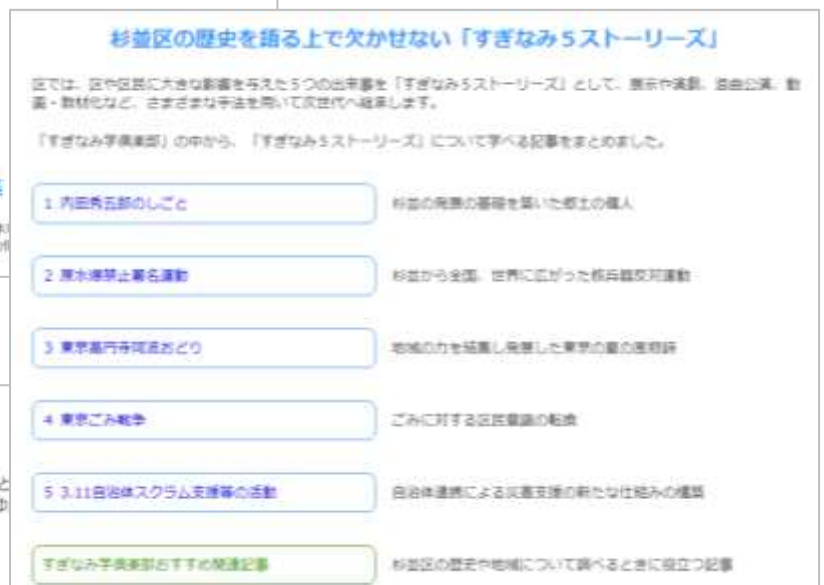 杉並区の歴史を語る上で欠かせない「すぎなみ5ストーリーズ」
区では、区や区民に大きな影響を与えた5つの出来事を「すぎなみ5ストーリーズ」として、展示や演劇、自由公演、動
画・教材化など、さまざまな手法を用いて次世代へ継承します。
「すぎなみ学倶楽部」の中から、「すぎなみ5ストーリーズ」について学べる記事をまとめました。
1 内田秀五郎のしごと
杉並の発展の基礎を築いた郷土の偉人
2 原水爆禁止署名運動
杉並から全国、世界に広がった核兵器反対運動
3 東京高円寺阿波おどり
地域の力を結集し発展した東京の夏の風物詩
4 東京ごみ戦争
ごみに対する区民意識の転換
5 3.11自治体スクラム支援等の活動
自治体連携による災害支援の新たな仕組みの構築
すぎなみ学倶楽部おすすめ関連記事
杉並区の歴史や地域について調べるときに役立つ記事